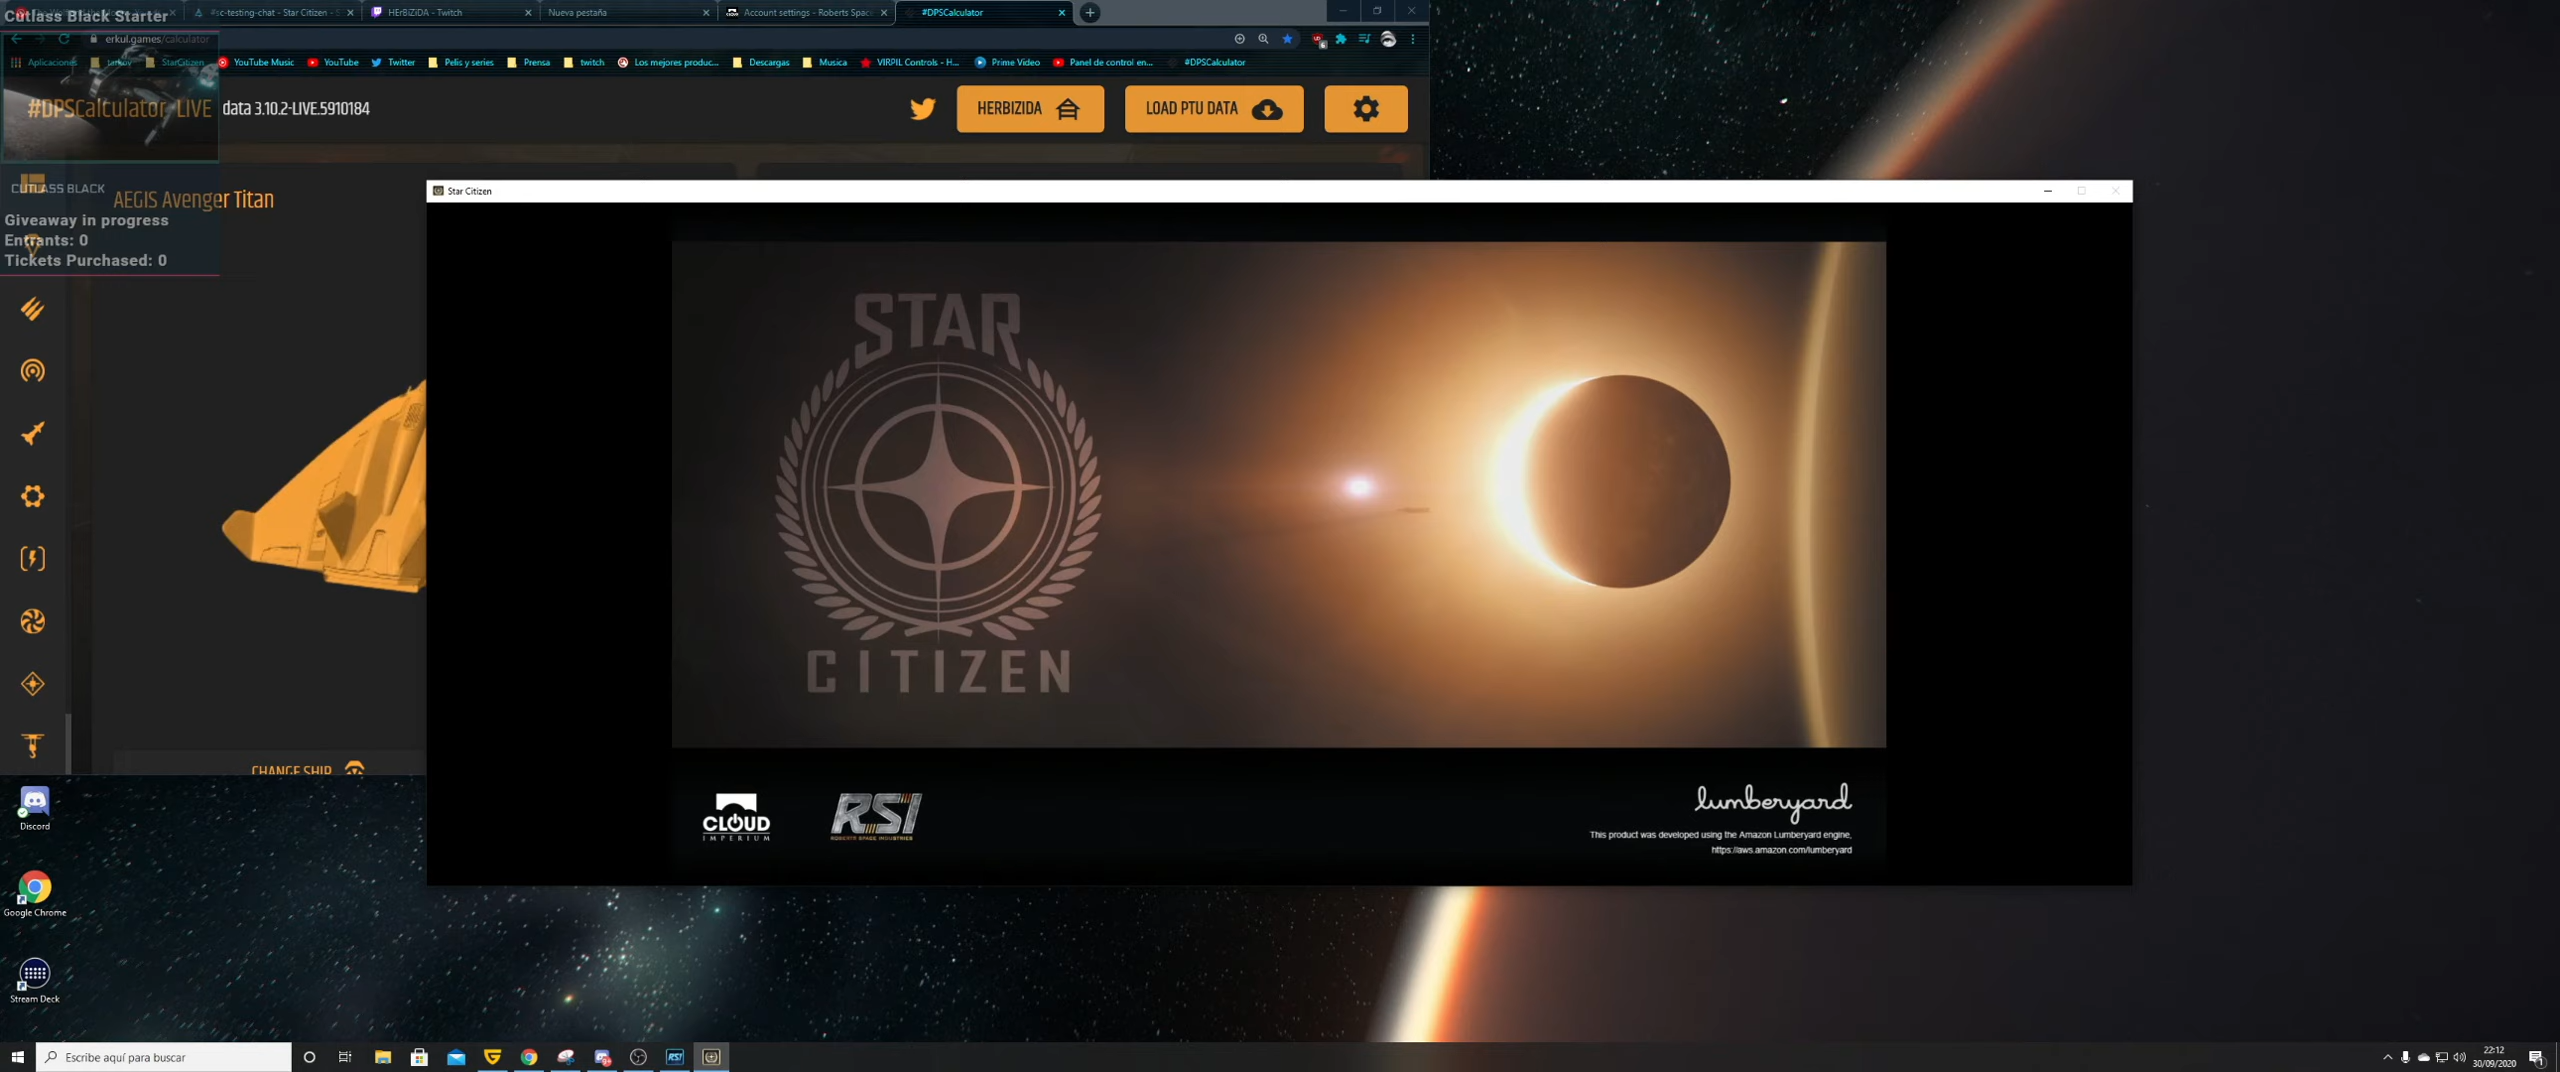 Cutlass Black Starter
#sc-testing-chat - Star Citizen - S
HErBiZiDA - Twitch
Nueva pestaña
Account settings - Roberts Space
#DPSCalculator
erkul.games/calculator
Aplicaciones
tarkov
StarCitizen
YouTube Music
YouTube
Twitter
Pelis y series
Prensa
twitch
Los mejores produc...
Descargas
Musica
VIRPIL Controls - H...
Prime Video
Panel de control en...
#DPSCalculator
#DPSCalculator LIVE
data 3.10.2-LIVE.5910184
HERBIZIDA
LOAD PTU DATA
CUTLASS BLACK
AEGIS Avenger Titan
Giveaway in progress
Entrants: 0
Tickets Purchased: 0
Star Citizen
STAR
CITIZEN
CHANGE SHIP
CLOUD
IMPERIUM
RSI
ROBERTS SPACE INDUSTRIES
lumberyard
This product was developed using the Amazon Lumberyard engine,
https://aws.amazon.com/lumberyard
Discord
Google Chrome
Stream Deck
Escribe aquí para buscar
RSI
22:12
30/09/2020